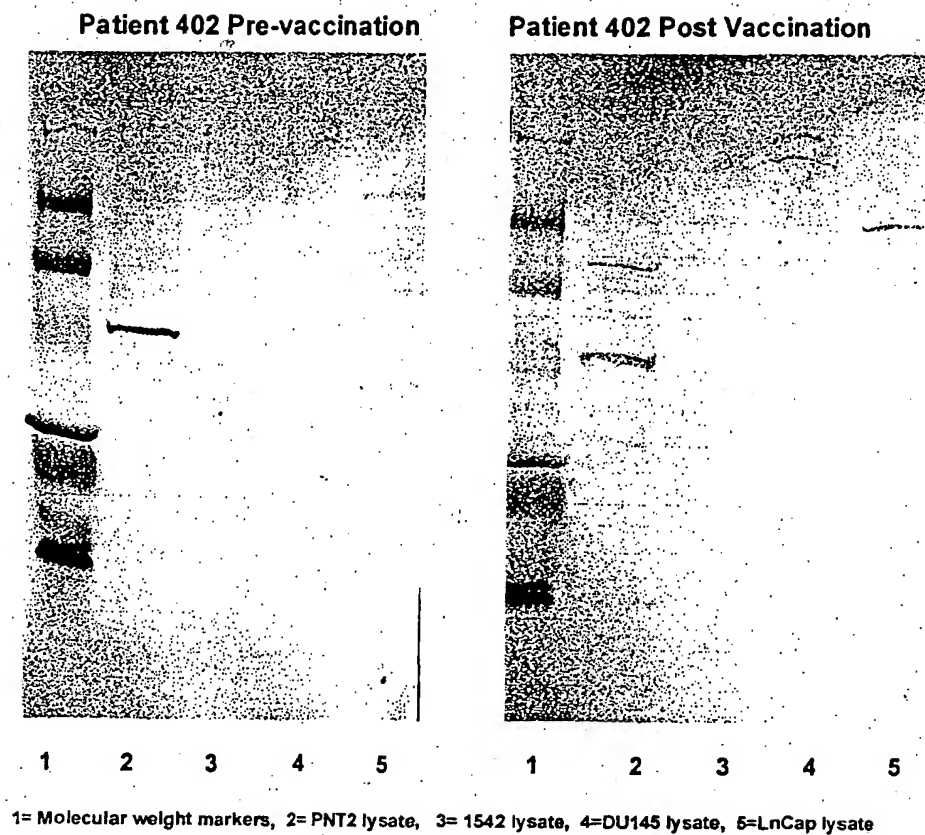 Patient 402 Pre-vaccination
Patient 402 Post Vaccination
1 2 3 4 5
1 2 3 4 5
1= Molecular weight markers, 2= PNT2 lysate, 3= 1542 lysate, 4=DU145 lysate, 5=LnCap lysate